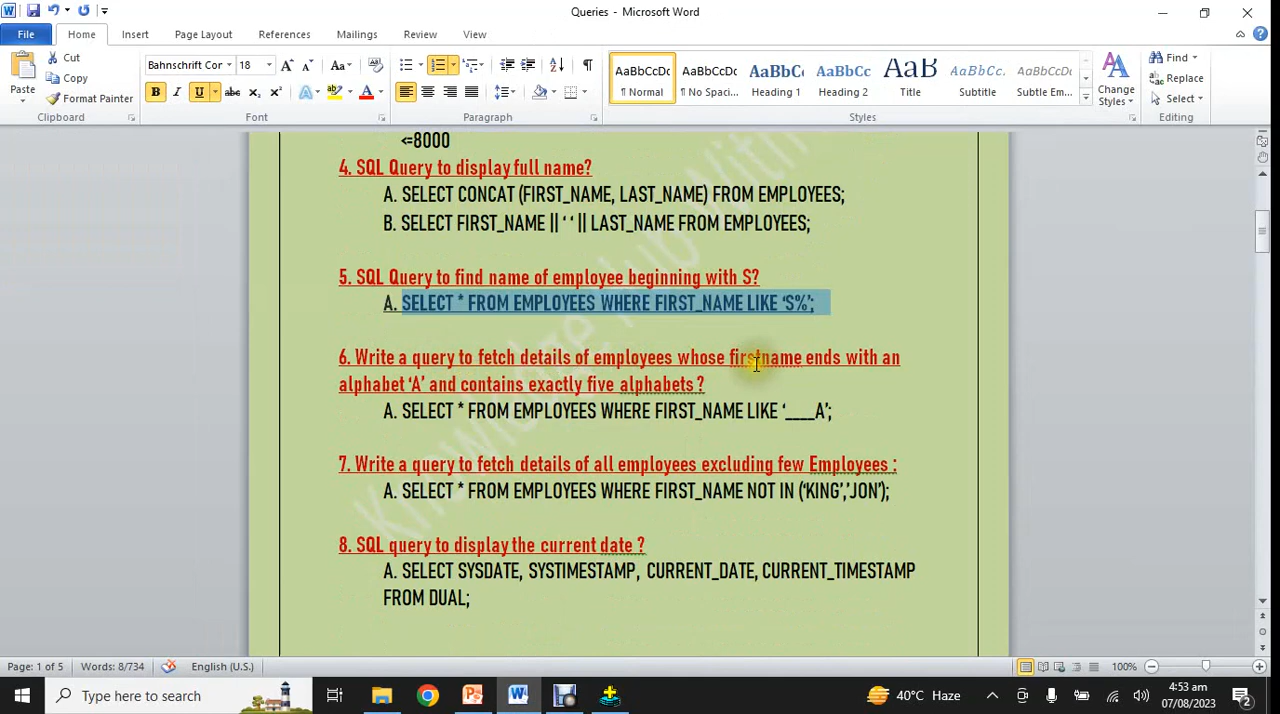 Queries - Microsoft Word
File Home Insert Page Layout References Mailings Review View
Paste Cut Copy Format Painter Clipboard
Bahnschrift Cor 18 Font
Paragraph
AaBbCcDc ¶ Normal AaBbCcDc ¶ No Spaci... AaBbCc Heading 1 AaBbCc Heading 2 AaB Title AaBbCc. Subtitle AaBbCcDc Subtle Em... Change Styles Styles
Find Replace Select Editing
<=8000
4. SQL Query to display full name?
A. SELECT CONCAT (FIRST_NAME, LAST_NAME) FROM EMPLOYEES;
B. SELECT FIRST_NAME || ‘ ‘ || LAST_NAME FROM EMPLOYEES;
5. SQL Query to find name of employee beginning with S?
A. SELECT * FROM EMPLOYEES WHERE FIRST_NAME LIKE ‘S%’;
6. Write a query to fetch details of employees whose firstname ends with an
alphabet ‘A’ and contains exactly five alphabets ?
A. SELECT * FROM EMPLOYEES WHERE FIRST_NAME LIKE ‘____A’;
7. Write a query to fetch details of all employees excluding few Employees :
A. SELECT * FROM EMPLOYEES WHERE FIRST_NAME NOT IN (‘KING’,’JON’);
8. SQL query to display the current date ?
A. SELECT SYSDATE, SYSTIMESTAMP, CURRENT_DATE, CURRENT_TIMESTAMP
FROM DUAL;
Page: 1 of 5 Words: 8/734 English (U.S.) 100%
Type here to search
40°C Haze
4:53 am
07/08/2023
2